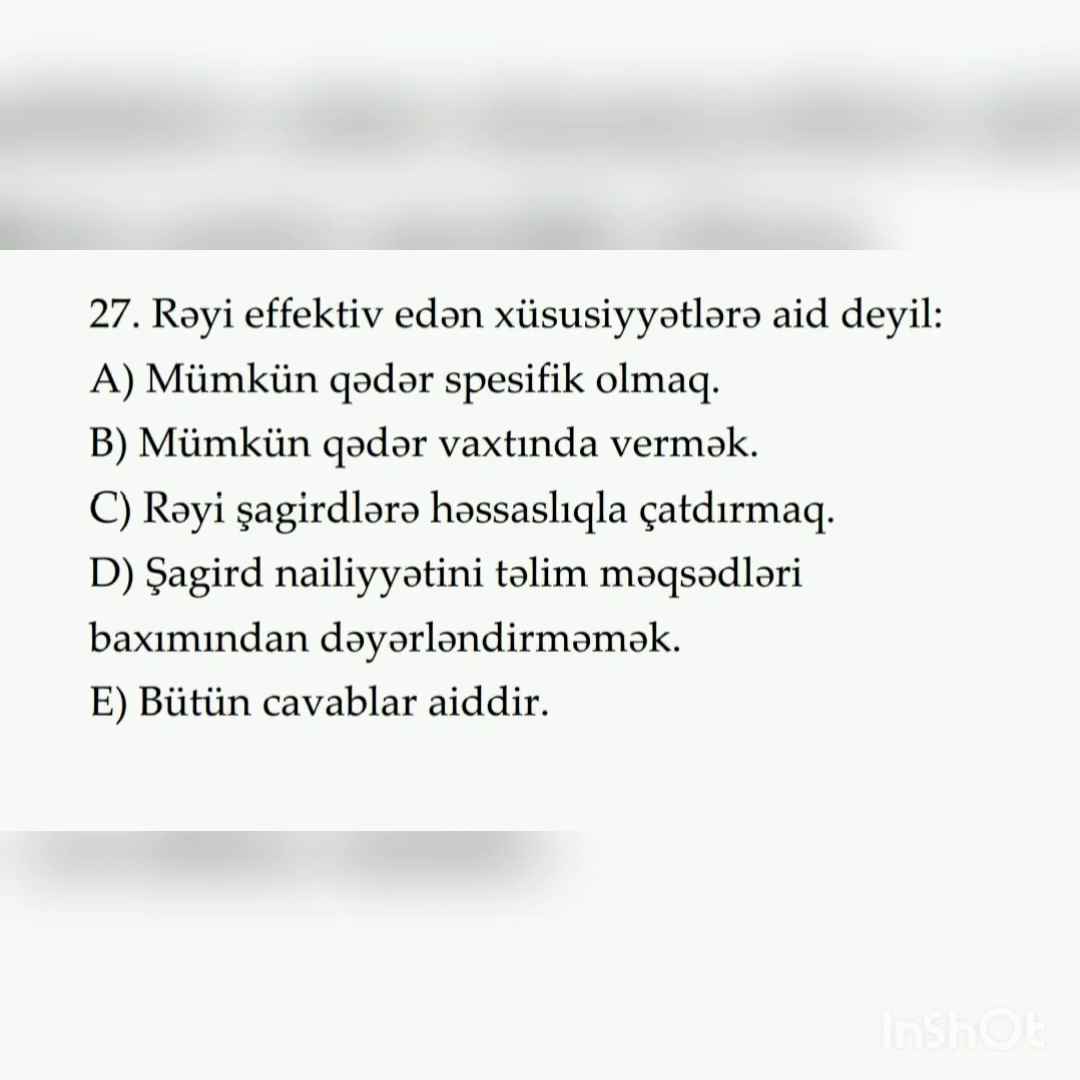 27. Rəyi effektiv edən xüsusiyyətlərə aid deyil:
A) Mümkün qədər spesifik olmaq.
B) Mümkün qədər vaxtında vermək.
C) Rəyi şagirdlərə həssaslıqla çatdırmaq.
D) Şagird nailiyyətini təlim məqsədləri
baxımından dəyərləndirməmək.
E) Bütün cavablar aiddir.
InShOt